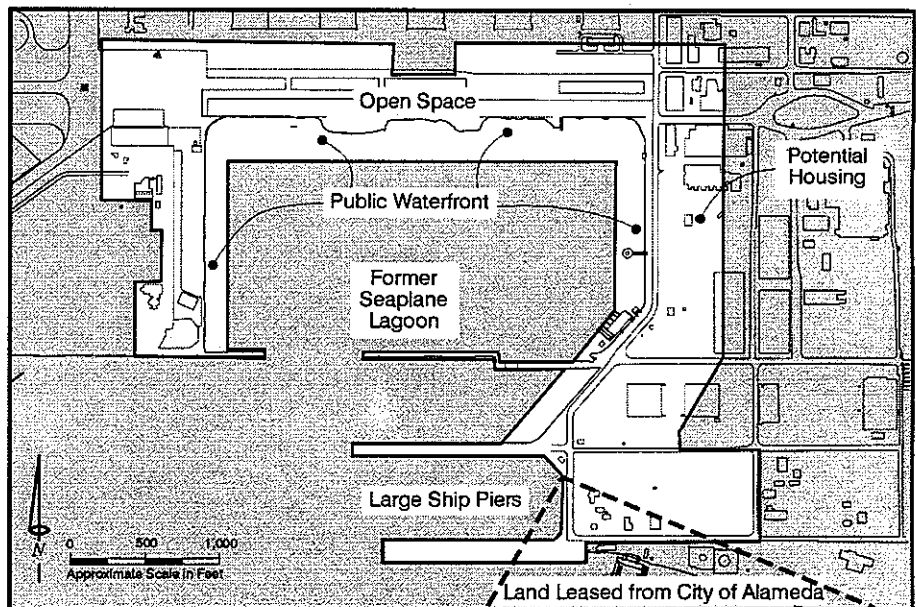 Open Space
Potential
Housing
Public Waterfront
Former
Seaplane
Lagoon
Large Ship Piers
N
0 500 1,000
Approximate Scale in Feet
Land Leased from City of Alameda